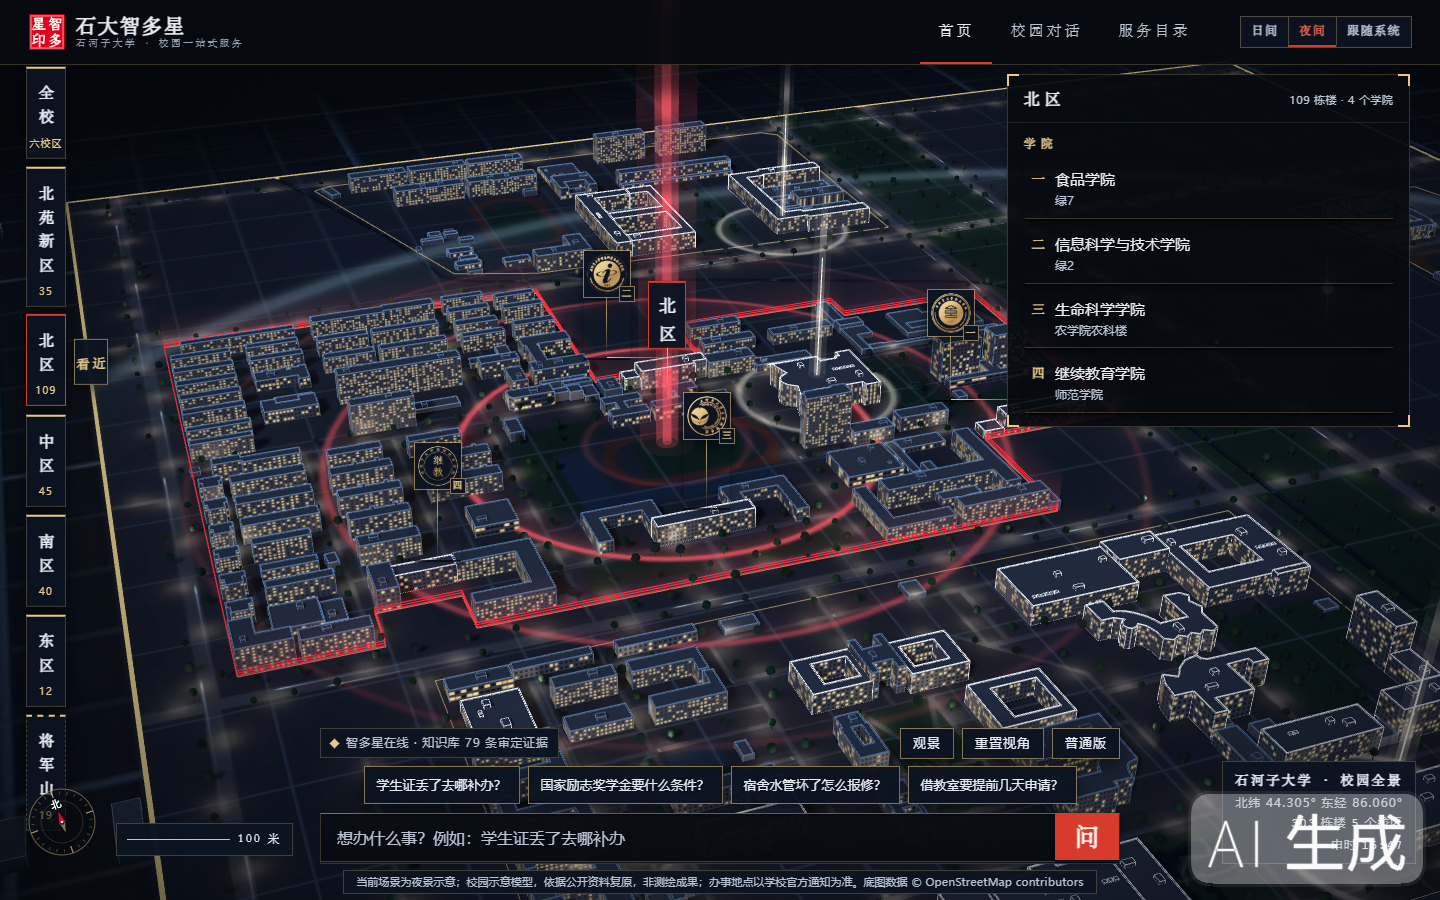 星智印多
石大智多星
石河子大学 · 校园一站式服务
首页
校园对话
服务目录
日间
夜间
跟随系统
全校
六校区
北苑新区
35
北区
109
看近
中区
45
南区
40
东区
12
将军山
19
北
100 米
北区
109 栋楼 · 4 个学院
学院
一 食品学院
绿7
二 信息科学与技术学院
绿2
三 生命科学学院
农学院农科楼
四 继续教育学院
师范学院
二
北区
一
三
继教
四
智多星在线 · 知识库 79 条审定证据
观景
重置视角
普通版
学生证丢了去哪补办?
国家励志奖学金要什么条件?
宿舍水管坏了怎么报修?
借教室要提前几天申请?
想办什么事? 例如: 学生证丢了去哪补办
问
当前场景为夜景示意; 校园示意模型, 依据公开资料复原, 非测绘成果; 办事地点以学校官方通知为准。底图数据 © OpenStreetMap contributors
石河子大学 · 校园全景
北纬 44.305° 东经 86.060°
AI 生成